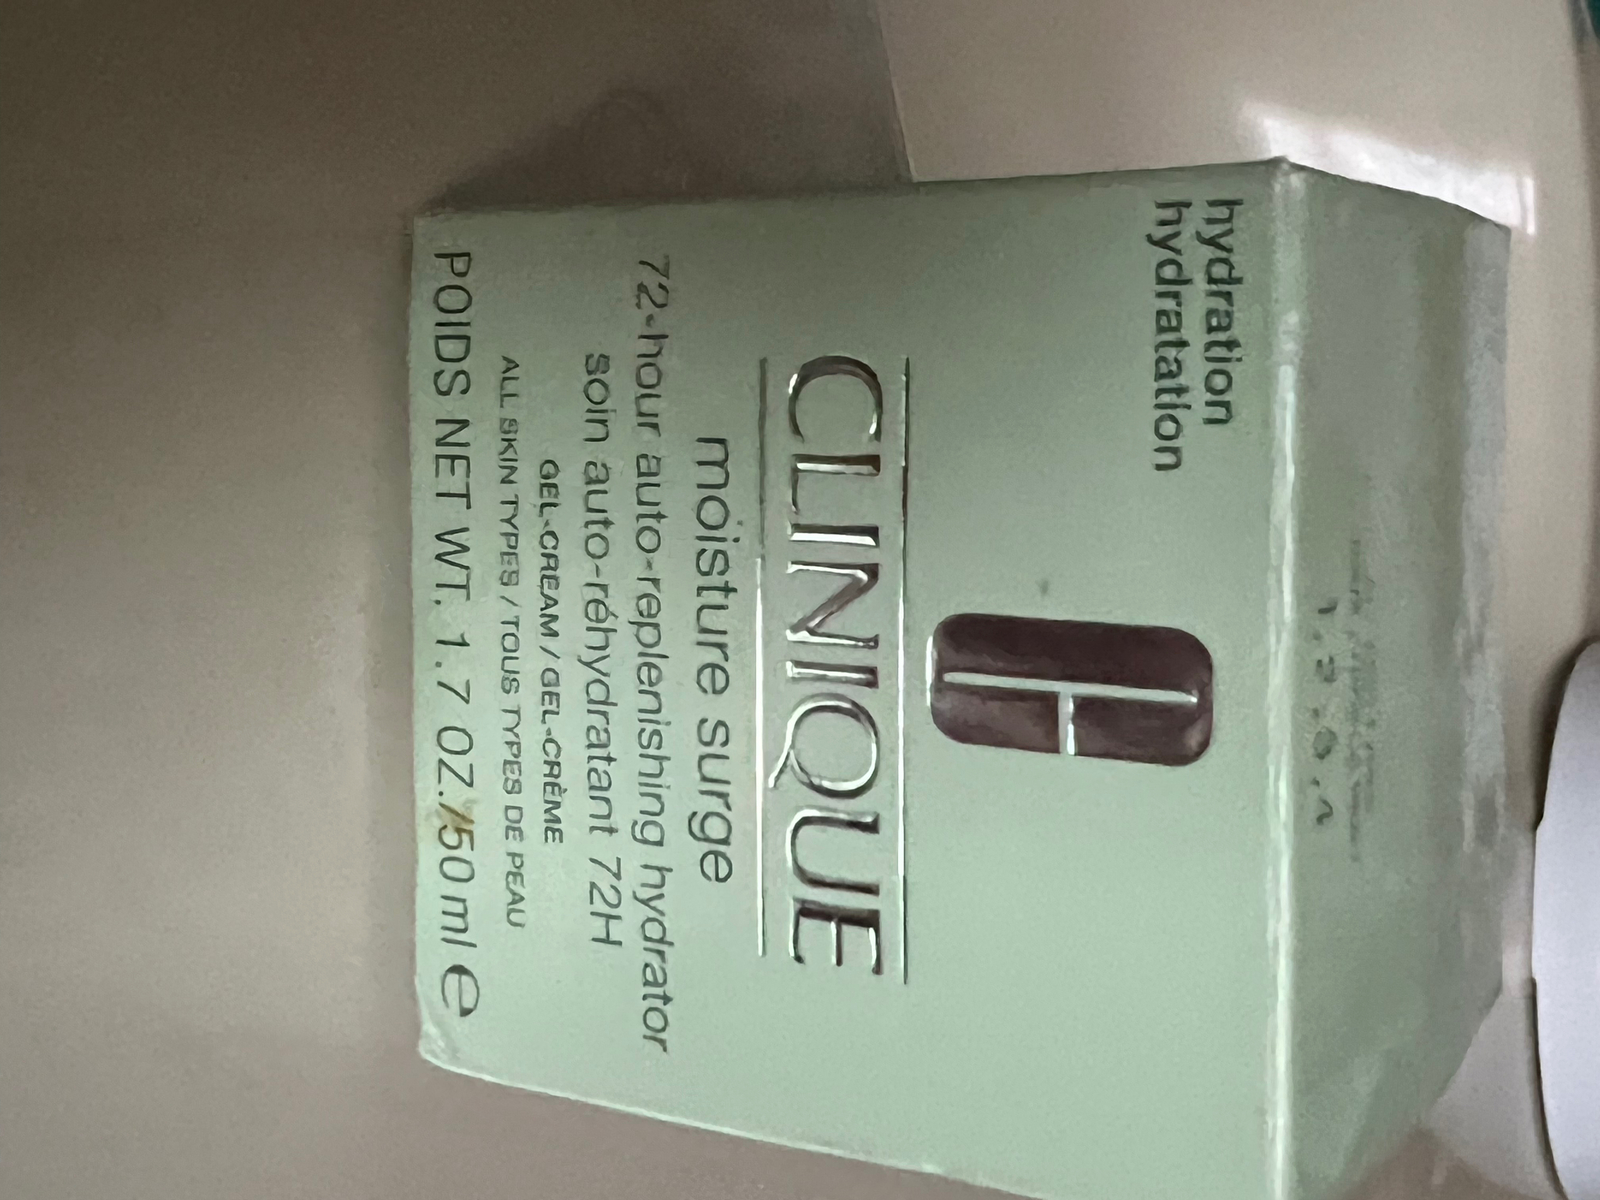 hydration
hydratation
CLINIQUE
moisture surge
72-hour auto-replenishing hydrator
soin auto-réhydratant 72H
GEL-CREAM / GEL-CRÈME
ALL SKIN TYPES / TOUS TYPES DE PEAU
POIDS NET WT. 1.7 OZ./50 ml e